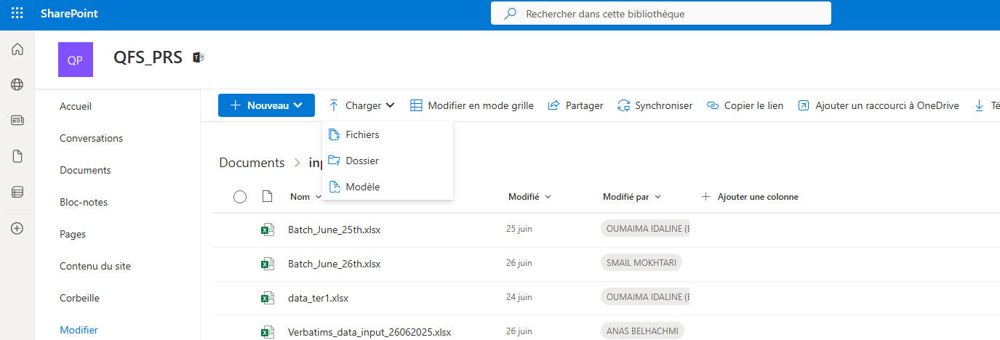 SharePoint
Rechercher dans cette bibliothèque
QP
QFS_PRS
Accueil
Conversations
Documents
Bloc-notes
Pages
Contenu du site
Corbeille
Modifier
Nouveau
Charger
Modifier en mode grille
Partager
Synchroniser
Copier le lien
Ajouter un raccourci à OneDrive
Té
Fichiers
Dossier
Modèle
Documents > inp
Nom
Modifié
Modifié par
Ajouter une colonne
Batch_June_25th.xlsx 25 juin OUMAIMA IDALINE (E
Batch_June_26th.xlsx 26 juin SMAIL MOKHTARI
data_ter1.xlsx 24 juin OUMAIMA IDALINE (E
Verbatims_data_input_26062025.xlsx 26 juin ANAS BELHACHMI